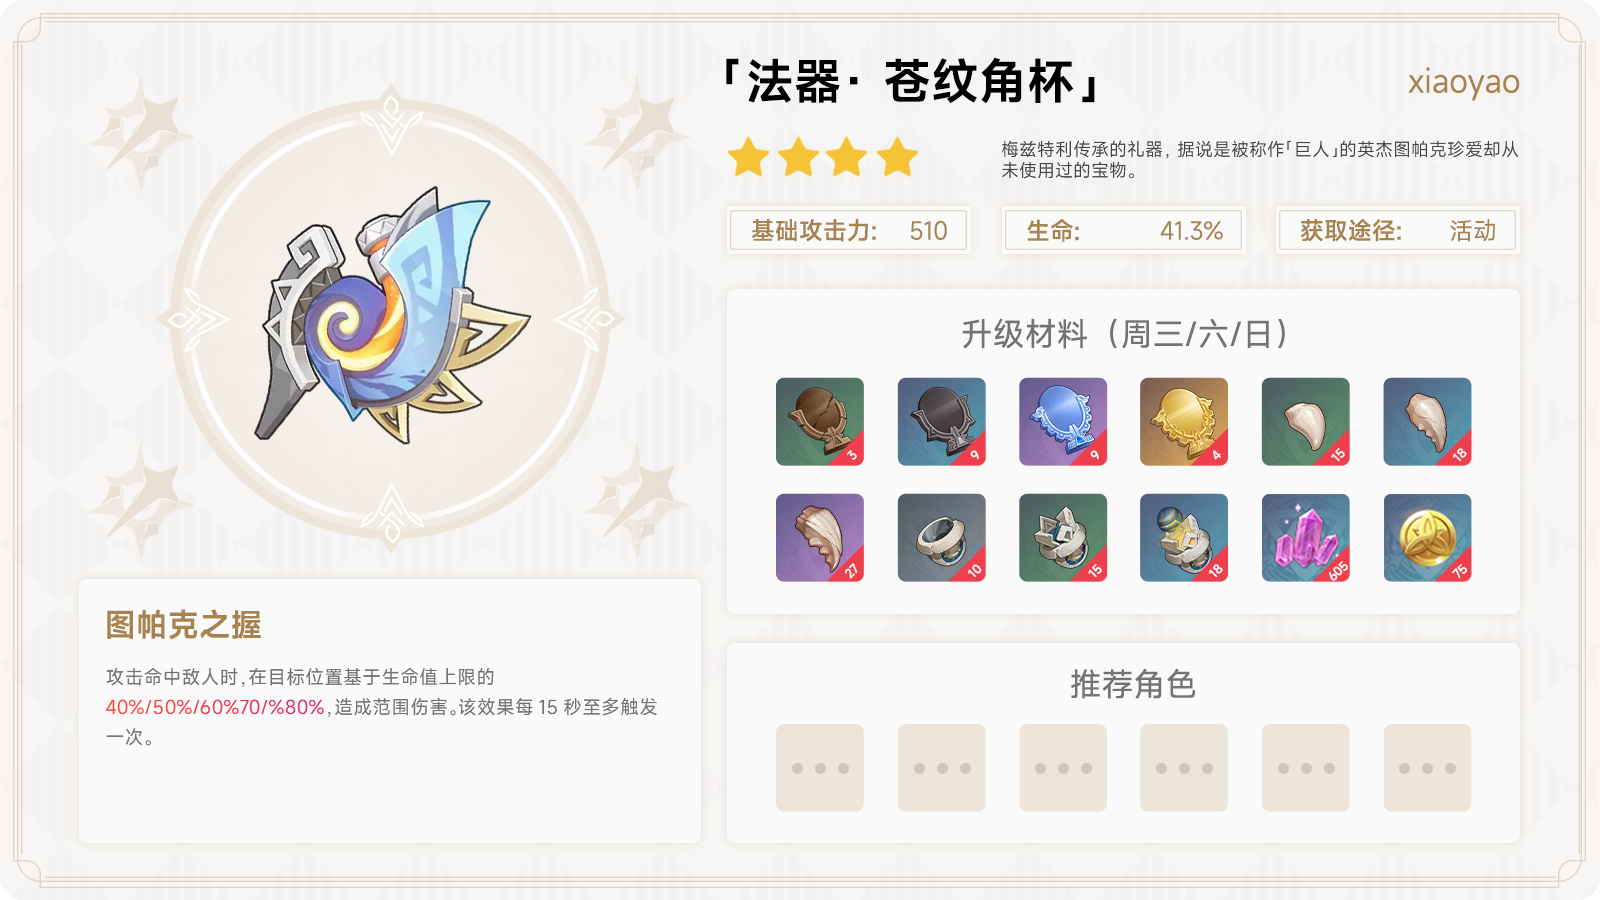 「法器· 苍纹角杯」
xiaoyao
梅兹特利传承的礼器，据说是被称作「巨人」的英杰图帕克珍爱却从
未使用过的宝物。
基础攻击力: 510
生命: 41.3%
获取途径: 活动
升级材料（周三/六/日）
3
9
9
4
15
18
27
10
15
18
605
75
图帕克之握
攻击命中敌人时,在目标位置基于生命值上限的
40%/50%/60%70/%80%,造成范围伤害。该效果每 15 秒至多触发
一次。
推荐角色